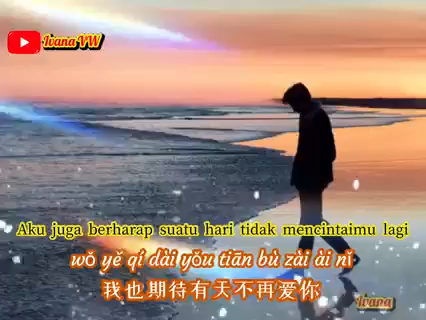 Ivana VW
Aku juga berharap suatu hari tidak mencintaimu lagi
wǒ yě qí dài yǒu tiān bù zài ài nǐ
我也期待有天不再爱你
Ivana